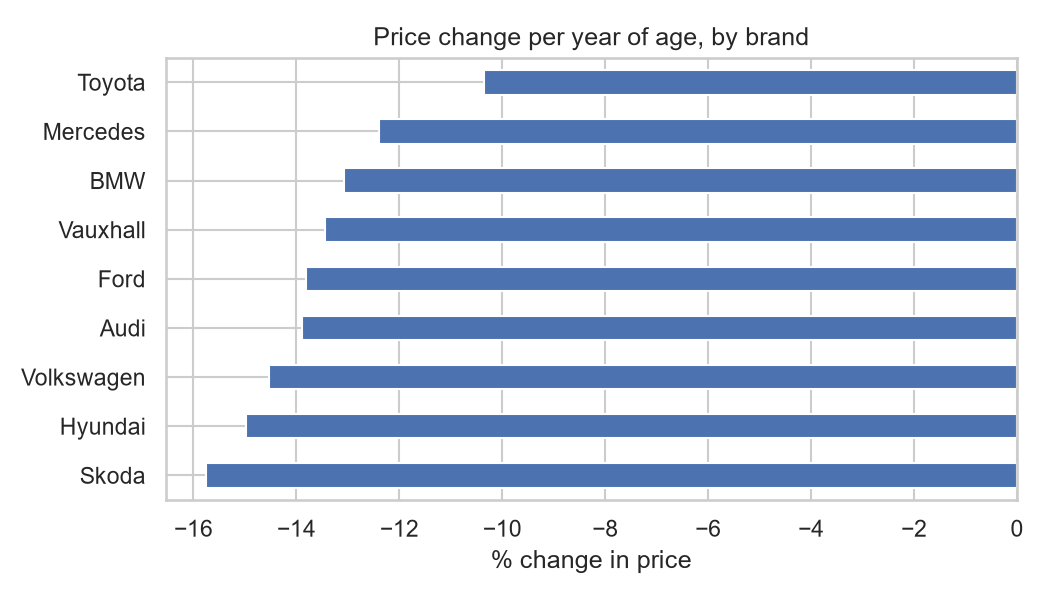 Price change per year of age, by brand
Toyota
Mercedes
BMW
Vauxhall
Ford
Audi
Volkswagen
Hyundai
Skoda
−16 −14 −12 −10 −8 −6 −4 −2 0
% change in price